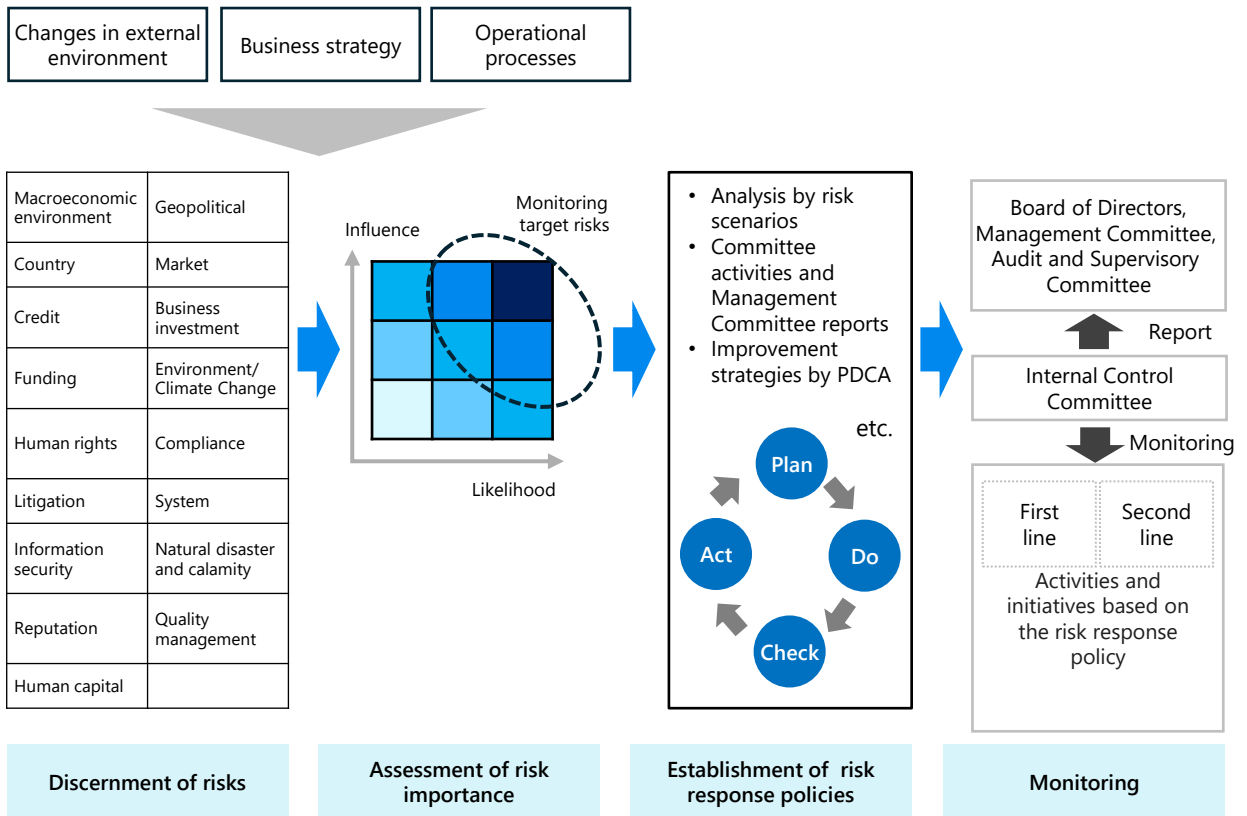 Changes in external
environment
Business strategy
Operational
processes
Macroeconomic
environment
Geopolitical
Country
Market
Credit
Business
investment
Funding
Environment/
Climate Change
Human rights
Compliance
Litigation
System
Information
security
Natural disaster
and calamity
Reputation
Quality
management
Human capital
Influence
Monitoring
target risks
Likelihood
• Analysis by risk
scenarios
• Committee
activities and
Management
Committee reports
• Improvement
strategies by PDCA
etc.
Plan
Do
Check
Act
Board of Directors,
Management Committee,
Audit and Supervisory
Committee
Report
Internal Control
Committee
Monitoring
First
line
Second
line
Activities and
initiatives based on
the risk response
policy
Discernment of risks
Assessment of risk
importance
Establishment of risk
response policies
Monitoring